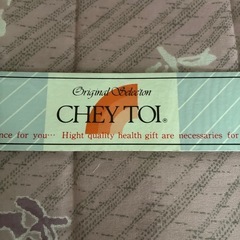 Original Selection
CHEY TOI®
nce for you... Hight quality health gift are necessaries for